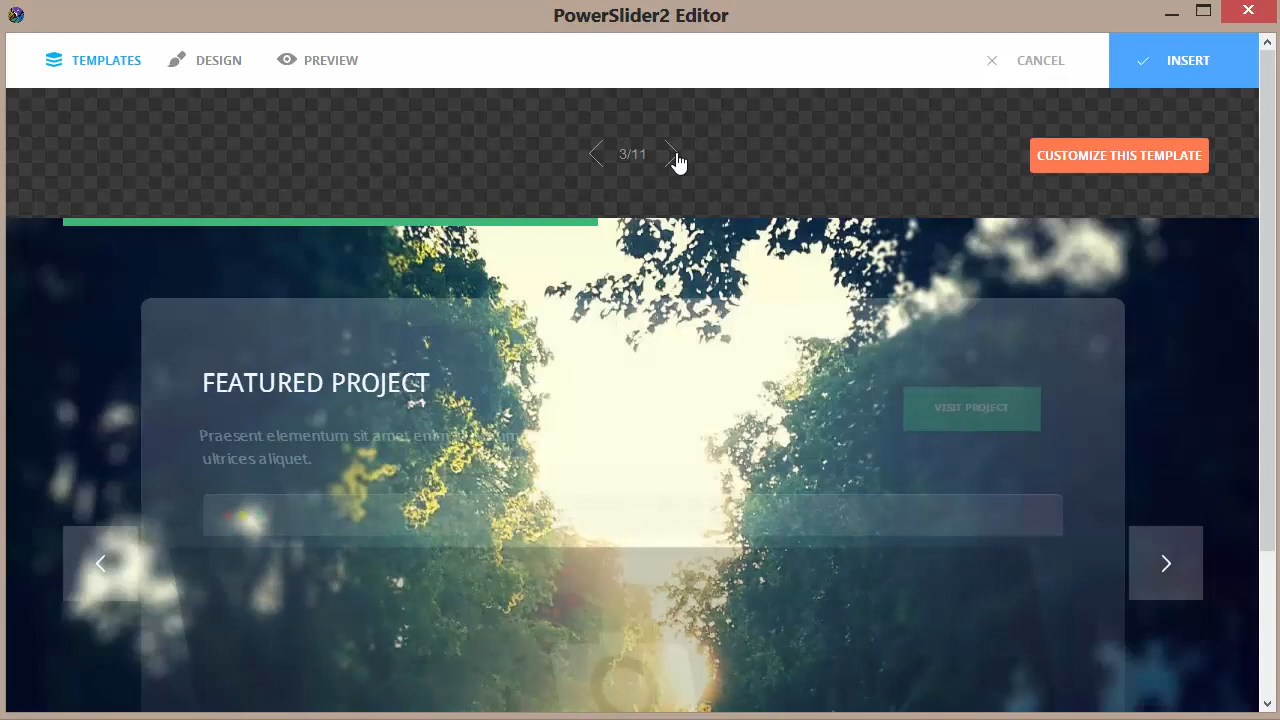 PowerSlider2 Editor
TEMPLATES DESIGN PREVIEW CANCEL INSERT
3/11
CUSTOMIZE THIS TEMPLATE
FEATURED PROJECT
VISIT PROJECT
Praesent elementum sit amet enim
ultrices aliquet.